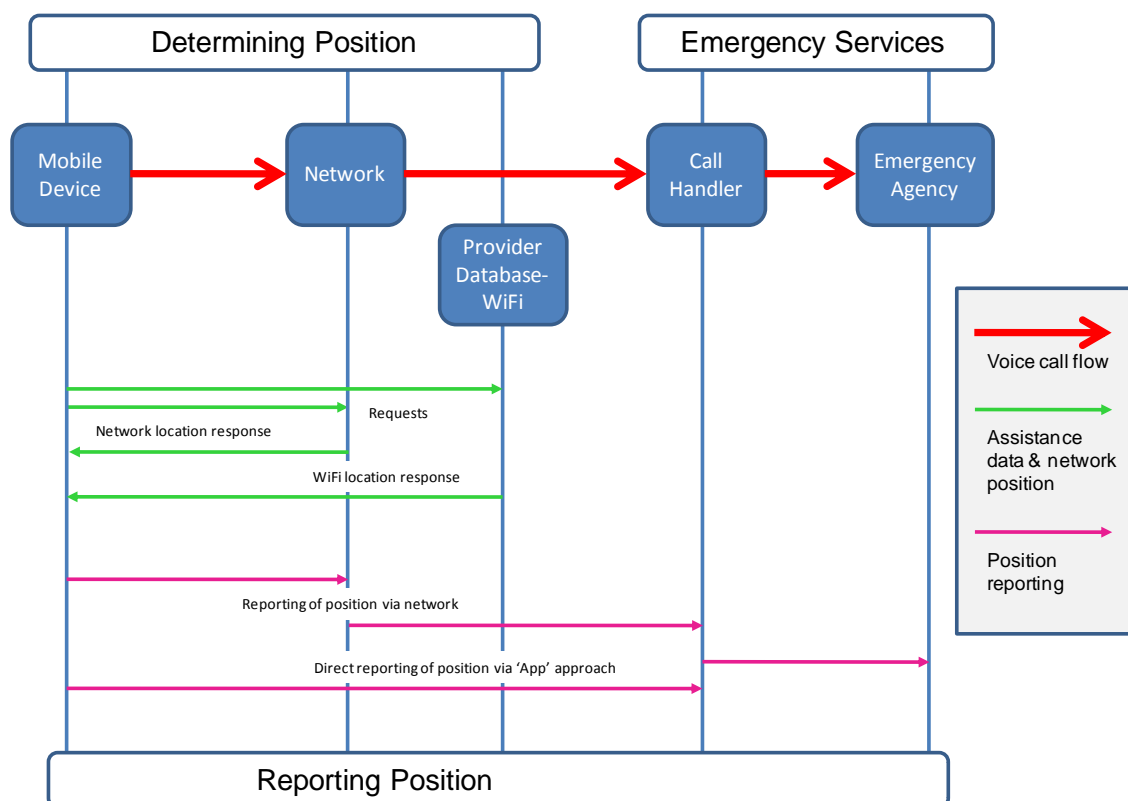 Determining Position
Emergency Services
Mobile
Device
Network
Call
Handler
Emergency
Agency
Provider
Database-
WiFi
Voice call flow
Assistance
data & network
position
Position
reporting
Requests
Network location response
WiFi location response
Reporting of position via network
Direct reporting of position via ‘App’ approach
Reporting Position